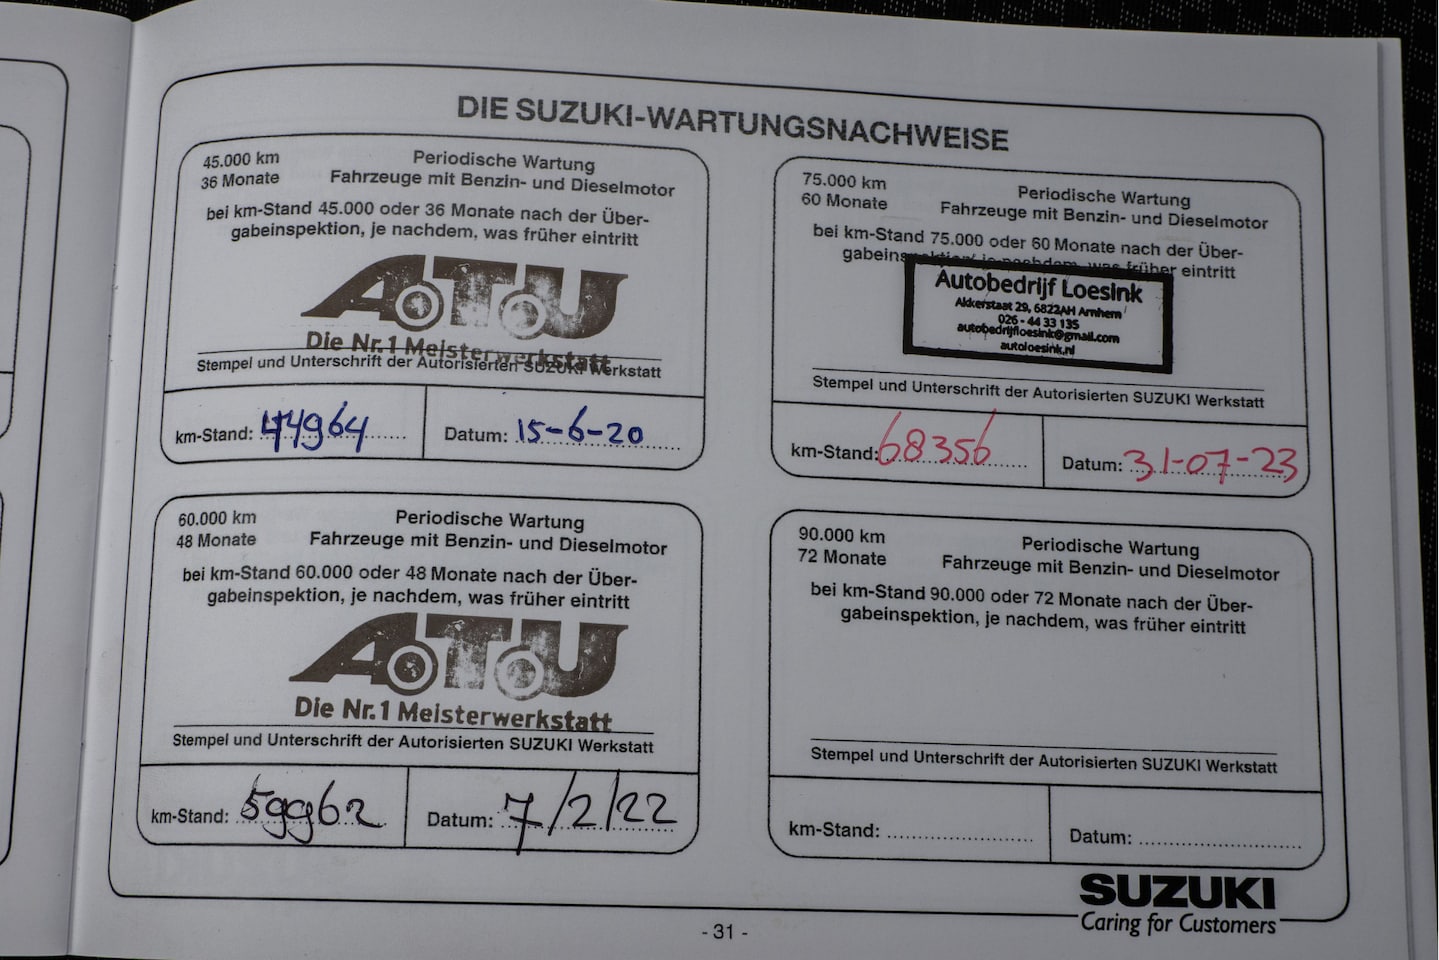 DIE SUZUKI-WARTUNGSNACHWEISE
45.000 km
36 Monate
Periodische Wartung
Fahrzeuge mit Benzin- und Dieselmotor
bei km-Stand 45.000 oder 36 Monate nach der Über-
gabeinspektion, je nachdem, was früher eintritt
ATU
Die Nr.1 Meisterwerkstatt
Stempel und Unterschrift der Autorisierten SUZUKI Werkstatt
km-Stand: 44964
Datum: 15-6-20
60.000 km
48 Monate
Periodische Wartung
Fahrzeuge mit Benzin- und Dieselmotor
bei km-Stand 60.000 oder 48 Monate nach der Über-
gabeinspektion, je nachdem, was früher eintritt
ATU
Die Nr.1 Meisterwerkstatt
Stempel und Unterschrift der Autorisierten SUZUKI Werkstatt
km-Stand: 59962
Datum: 7/2/22
75.000 km
60 Monate
Periodische Wartung
Fahrzeuge mit Benzin- und Dieselmotor
bei km-Stand 75.000 oder 60 Monate nach der Über-
gabeinspektion, je nachdem, was früher eintritt
Autobedrijf Loesink
Akkerstaat 29, 6822AH Arnhem
026 - 44 33 135
autobedrijfloesink@gmail.com
autoloesink.nl
Stempel und Unterschrift der Autorisierten SUZUKI Werkstatt
km-Stand: 68356
Datum: 31-07-23
90.000 km
72 Monate
Periodische Wartung
Fahrzeuge mit Benzin- und Dieselmotor
bei km-Stand 90.000 oder 72 Monate nach der Über-
gabeinspektion, je nachdem, was früher eintritt
Stempel und Unterschrift der Autorisierten SUZUKI Werkstatt
km-Stand:
Datum:
SUZUKI
Caring for Customers
- 31 -